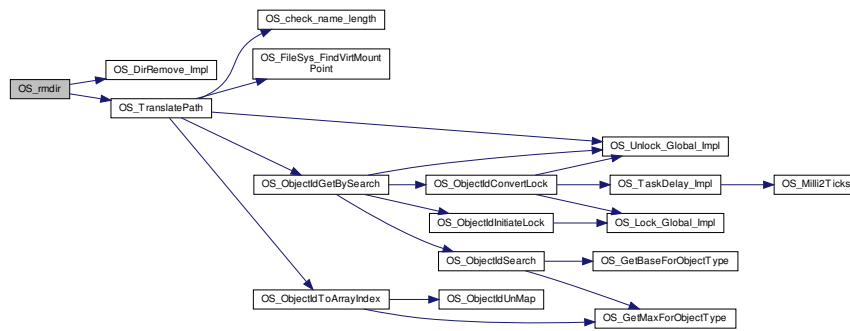 OS_check_name_length
OS_FileSys_FindVirtMount
Point
OS_DirRemove_Impl
OS_rmdir
OS_TranslatePath
OS_Unlock_Global_Impl
OS_ObjectIdGetBySearch
OS_ObjectIdConvertLock
OS_TaskDelay_Impl
OS_Milli2Ticks
OS_ObjectIdInitiateLock
OS_Lock_Global_Impl
OS_ObjectIdSearch
OS_GetBaseForObjectType
OS_ObjectIdToArrayIndex
OS_ObjectIdUnMap
OS_GetMaxForObjectType